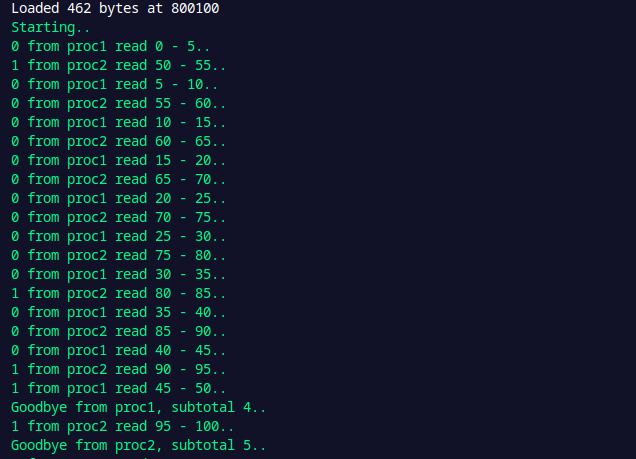 Loaded 462 bytes at 800100
Starting..
0 from proc1 read 0 - 5..
1 from proc2 read 50 - 55..
0 from proc1 read 5 - 10..
0 from proc2 read 55 - 60..
0 from proc1 read 10 - 15..
0 from proc2 read 60 - 65..
0 from proc1 read 15 - 20..
0 from proc2 read 65 - 70..
0 from proc1 read 20 - 25..
0 from proc2 read 70 - 75..
0 from proc1 read 25 - 30..
0 from proc2 read 75 - 80..
0 from proc1 read 30 - 35..
1 from proc2 read 80 - 85..
0 from proc1 read 35 - 40..
0 from proc2 read 85 - 90..
0 from proc1 read 40 - 45..
1 from proc2 read 90 - 95..
1 from proc1 read 45 - 50..
Goodbye from proc1, subtotal 4..
1 from proc2 read 95 - 100..
Goodbye from proc2, subtotal 5..